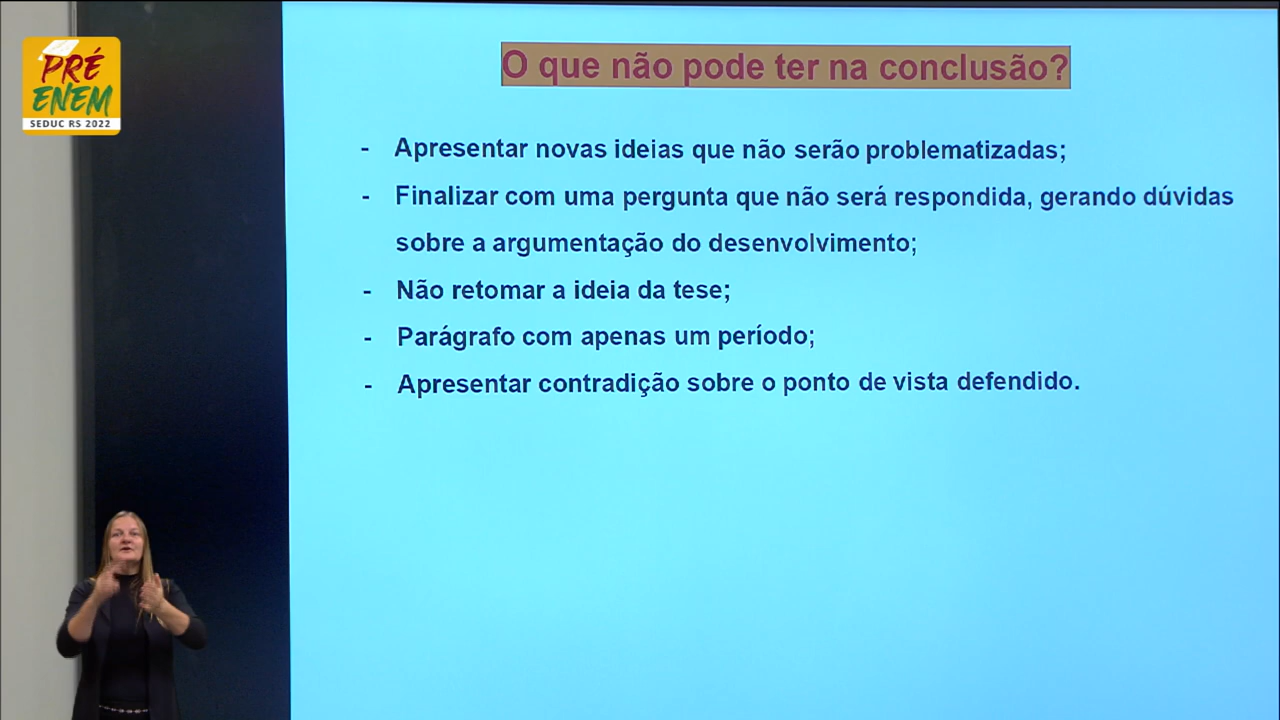 PRÉ
ENEM
SEDUC RS 2022
O que não pode ter na conclusão?
- Apresentar novas ideias que não serão problematizadas;
- Finalizar com uma pergunta que não será respondida, gerando dúvidas
sobre a argumentação do desenvolvimento;
- Não retomar a ideia da tese;
- Parágrafo com apenas um período;
- Apresentar contradição sobre o ponto de vista defendido.